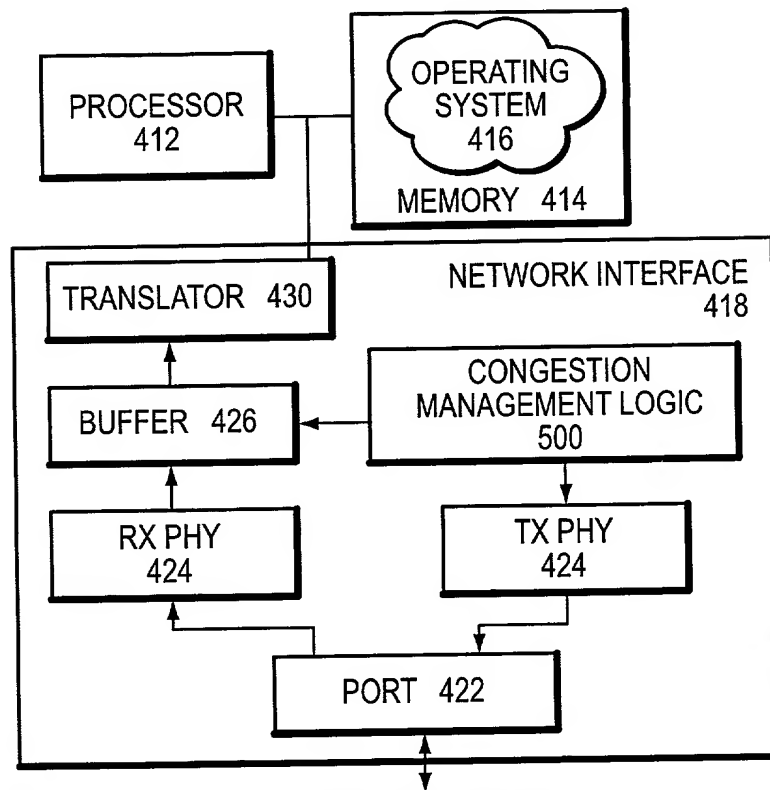 PROCESSOR
412
OPERATING
SYSTEM
416
MEMORY 414
NETWORK INTERFACE
418
TRANSLATOR 430
CONGESTION
MANAGEMENT LOGIC
500
BUFFER 426
RX PHY
424
TX PHY
424
PORT 422